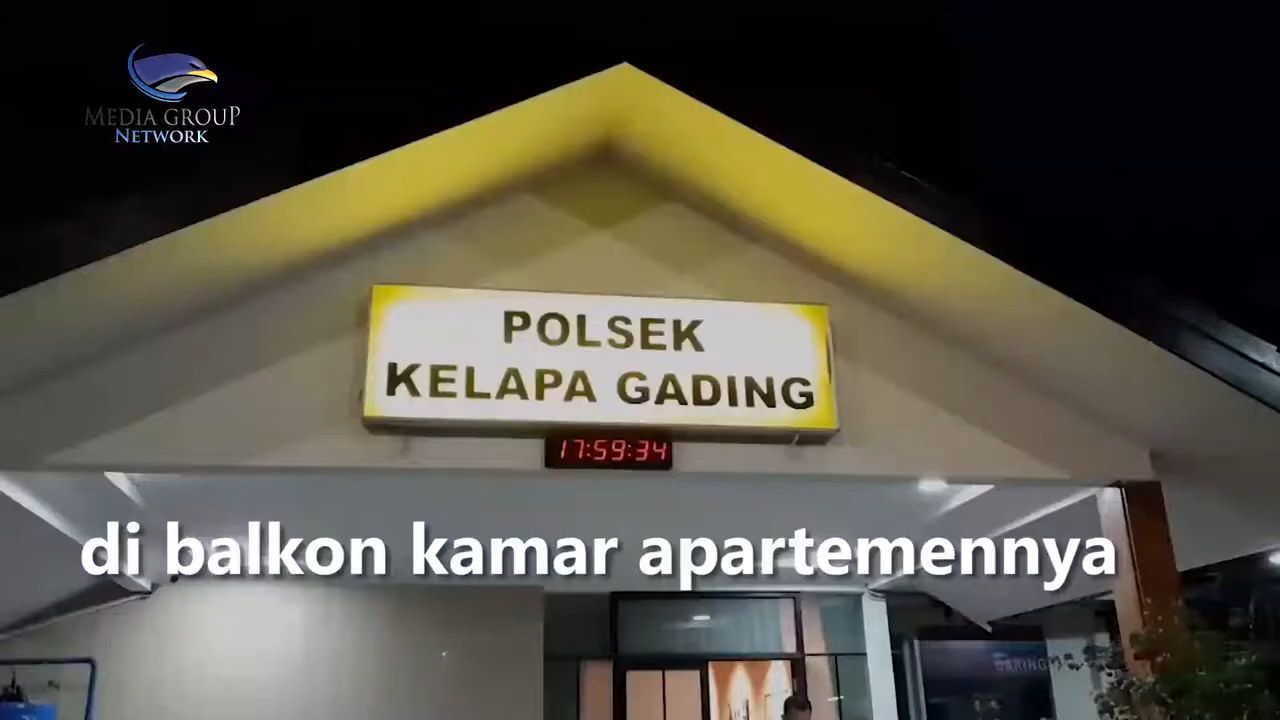 MEDIA GROUP
NETWORK
POLSEK
KELAPA GADING
17:59:34
di balkon kamar apartemennya